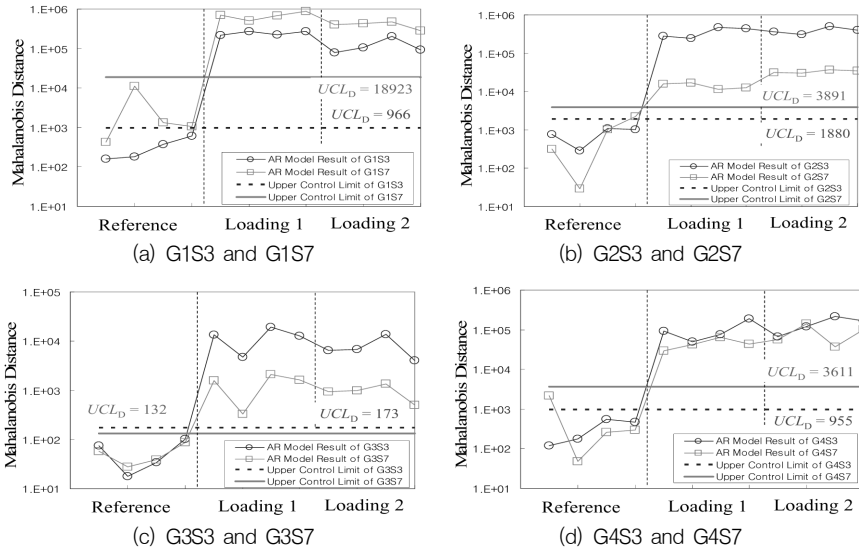 Mahalanobis Distance
1.E+06
1.E+05
1.E+04
1.E+03
1.E+02
1.E+01
UCL_D = 18923
UCL_D = 966
AR Model Result of G1S3
AR Model Result of G1S7
Upper Control Limit of G1S3
Upper Control Limit of G1S7
Reference
Loading 1
Loading 2
(a) G1S3 and G1S7
Mahalanobis Distance
1.E+06
1.E+05
1.E+04
1.E+03
1.E+02
1.E+01
UCL_D = 3891
UCL_D = 1880
AR Model Result of G2S3
AR Model Result of G2S7
Upper Control Limit of G2S3
Upper Control Limit of G2S7
Reference
Loading 1
Loading 2
(b) G2S3 and G2S7
Mahalanobis Distance
1.E+05
1.E+04
1.E+03
1.E+02
1.E+01
UCL_D = 132
UCL_D = 173
AR Model Result of G3S3
AR Model Result of G3S7
Upper Control Limit of G3S3
Upper Control Limit of G3S7
Reference
Loading 1
Loading 2
(c) G3S3 and G3S7
Mahalanobis Distance
1.E+06
1.E+05
1.E+04
1.E+03
1.E+02
1.E+01
UCL_D = 3611
UCL_D = 955
AR Model Result of G4S3
AR Model Result of G4S7
Upper Control Limit of G4S3
Upper Control Limit of G4S7
Reference
Loading 1
Loading 2
(d) G4S3 and G4S7